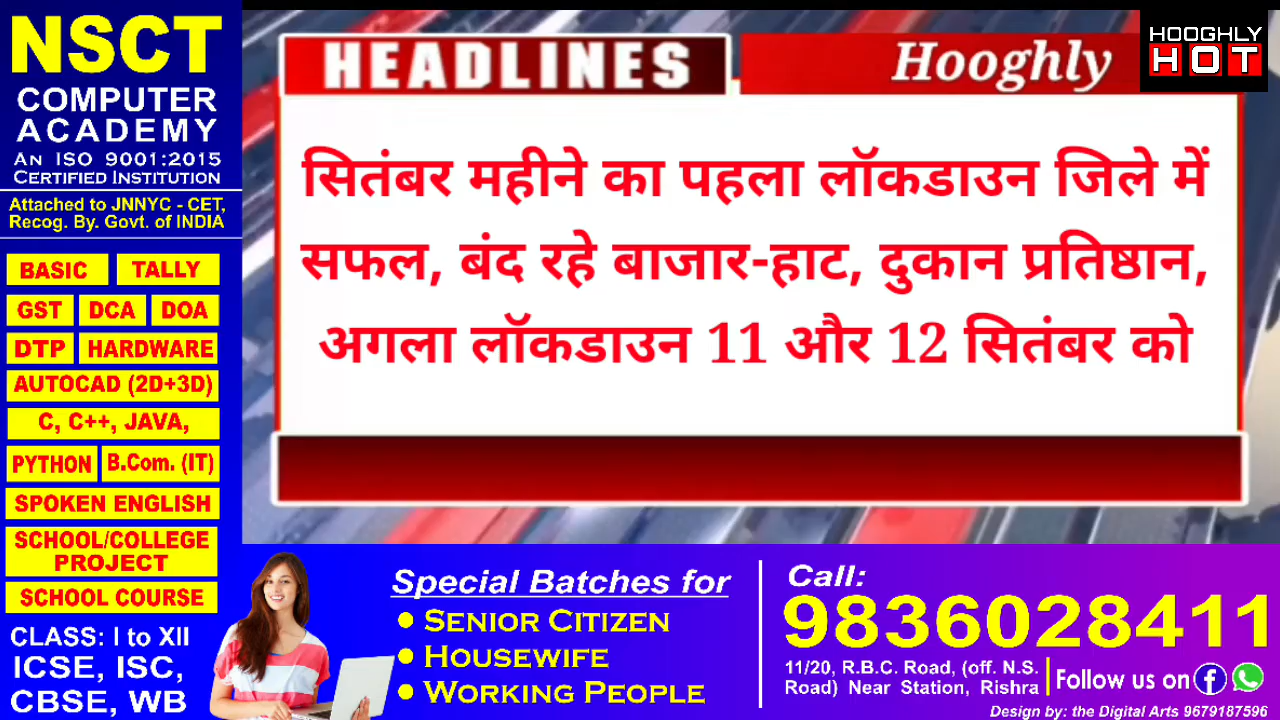 NSCT
COMPUTER
ACADEMY
AN ISO 9001:2015
CERTIFIED INSTITUTION
Attached to JNNYC - CET,
Recog. By. Govt. of INDIA
BASIC TALLY
GST DCA DOA
DTP HARDWARE
AUTOCAD (2D+3D)
C, C++, JAVA,
PYTHON B.Com. (IT)
SPOKEN ENGLISH
SCHOOL/COLLEGE
PROJECT
SCHOOL COURSE
CLASS: I to XII
ICSE, ISC,
CBSE, WB
HEADLINES
Hooghly
HOOGHLY
HOT
सितंबर महीने का पहला लॉकडाउन जिले में
सफल, बंद रहे बाजार-हाट, दुकान प्रतिष्ठान,
अगला लॉकडाउन 11 और 12 सितंबर को
Special Batches for
• SENIOR CITIZEN
• HOUSEWIFE
• WORKING PEOPLE
Call:
9836028411
11/20, R.B.C. Road, (off. N.S.
Road) Near Station, Rishra
Follow us on
Design by: the Digital Arts 9679187596